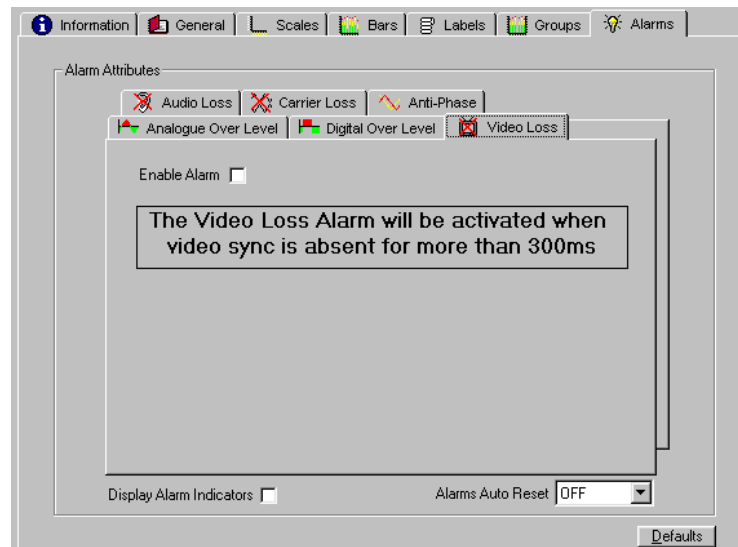 Information General Scales Bars Labels Groups Alarms
Alarm Attributes
Audio Loss Carrier Loss Anti-Phase
Analogue Over Level Digital Over Level Video Loss
Enable Alarm
The Video Loss Alarm will be activated when
video sync is absent for more than 300ms
Display Alarm Indicators Alarms Auto Reset OFF
Defaults